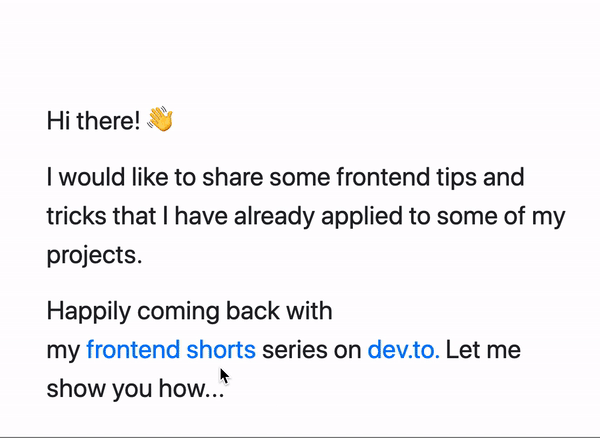 Hi there! 👋
I would like to share some frontend tips and
tricks that I have already applied to some of my
projects.
Happily coming back with
my frontend shorts series on dev.to. Let me
show you how...